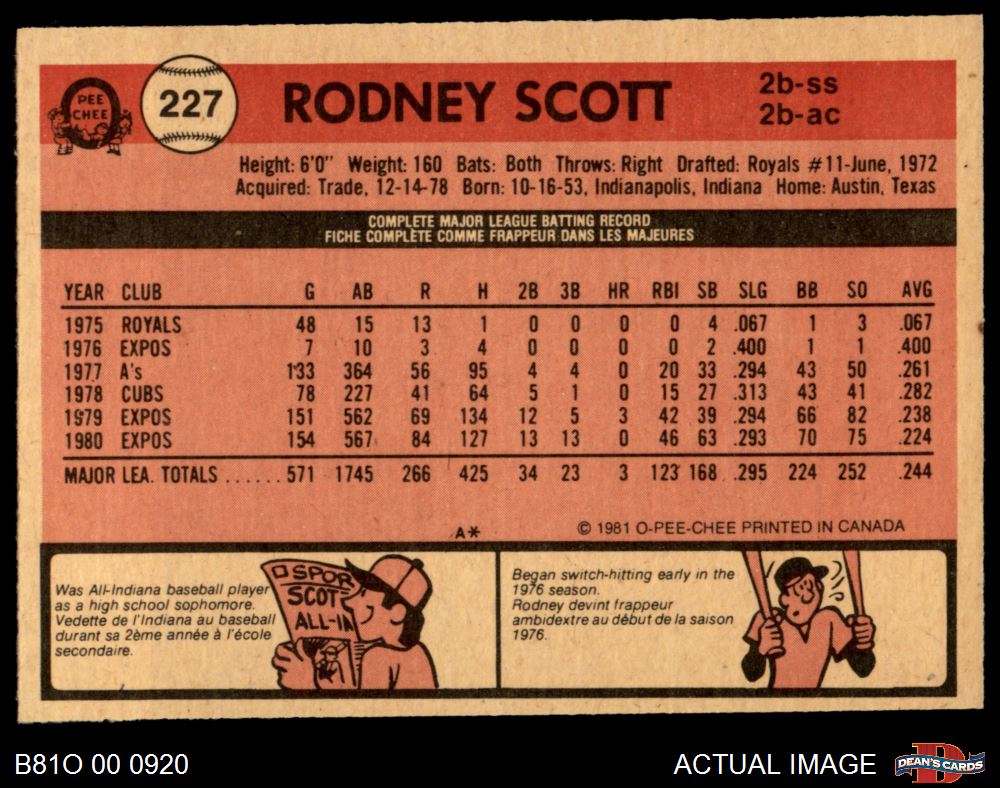 PEE
CHEE
227
RODNEY SCOTT
2b-ss
2b-ac
Height: 6'0" Weight: 160 Bats: Both Throws: Right Drafted: Royals #11-June, 1972
Acquired: Trade, 12-14-78 Born: 10-16-53, Indianapolis, Indiana Home: Austin, Texas
COMPLETE MAJOR LEAGUE BATTING RECORD
FICHE COMPLÈTE COMME FRAPPEUR DANS LES MAJEURES
YEAR CLUB G AB R H 2B 3B HR RBI SB SLG BB SO AVG
1975 ROYALS 48 15 13 1 0 0 0 0 4 .067 1 3 .067
1976 EXPOS 7 10 3 4 0 0 0 0 2 .400 1 1 .400
1977 A's 133 364 56 95 4 4 0 20 33 .294 43 50 .261
1978 CUBS 78 227 41 64 5 1 0 15 27 .313 43 41 .282
1979 EXPOS 151 562 69 134 12 5 3 42 39 .294 66 82 .238
1980 EXPOS 154 567 84 127 13 13 0 46 63 .293 70 75 .224
MAJOR LEA. TOTALS ...... 571 1745 266 425 34 23 3 123 168 .295 224 252 .244
A* © 1981 O-PEE-CHEE PRINTED IN CANADA
Was All-Indiana baseball player
as a high school sophomore.
Vedette de l'Indiana au baseball
durant sa 2ème année à l'école
secondaire.
SPOR
SCOT
ALL-IN
Began switch-hitting early in the
1976 season.
Rodney devint frappeur
ambidextre au début de la saison
1976.
B81O 00 0920
ACTUAL IMAGE
DEAN'S CARDS